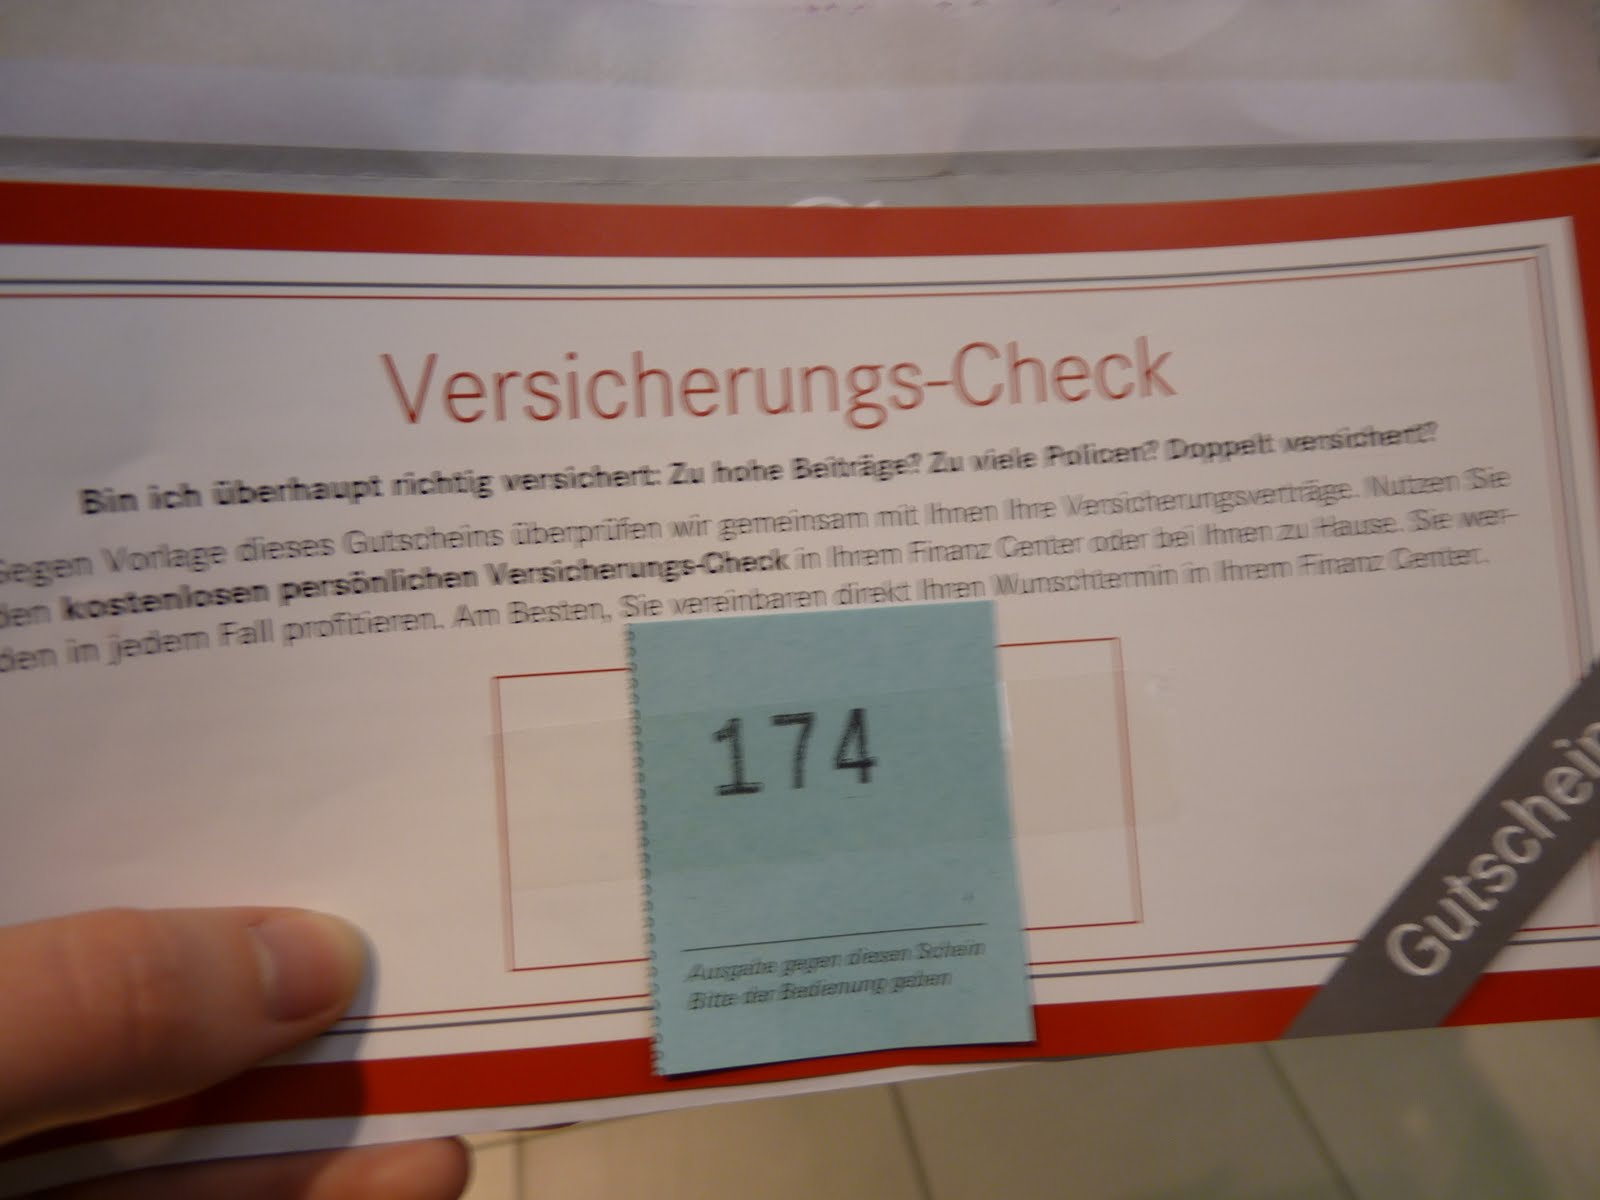 Versicherungs-Check
Bin ich überhaupt richtig versichert: Zu hohe Beiträge? Zu viele Policen? Doppelt versichert?
Gegen Vorlage dieses Gutscheins überprüfen wir gemeinsam mit Ihnen Ihre Versicherungsverträge. Nutzen Sie
den kostenlosen persönlichen Versicherungs-Check in Ihrem Finanz Center oder bei Ihnen zu Hause. Sie wer-
den in jedem Fall profitieren. Am Besten, Sie vereinbaren direkt Ihren Wunschtermin in Ihrem Finanz Center.
174
Ausgabe gegen diesen Schein
Bitte der Bedienung geben
Gutschein